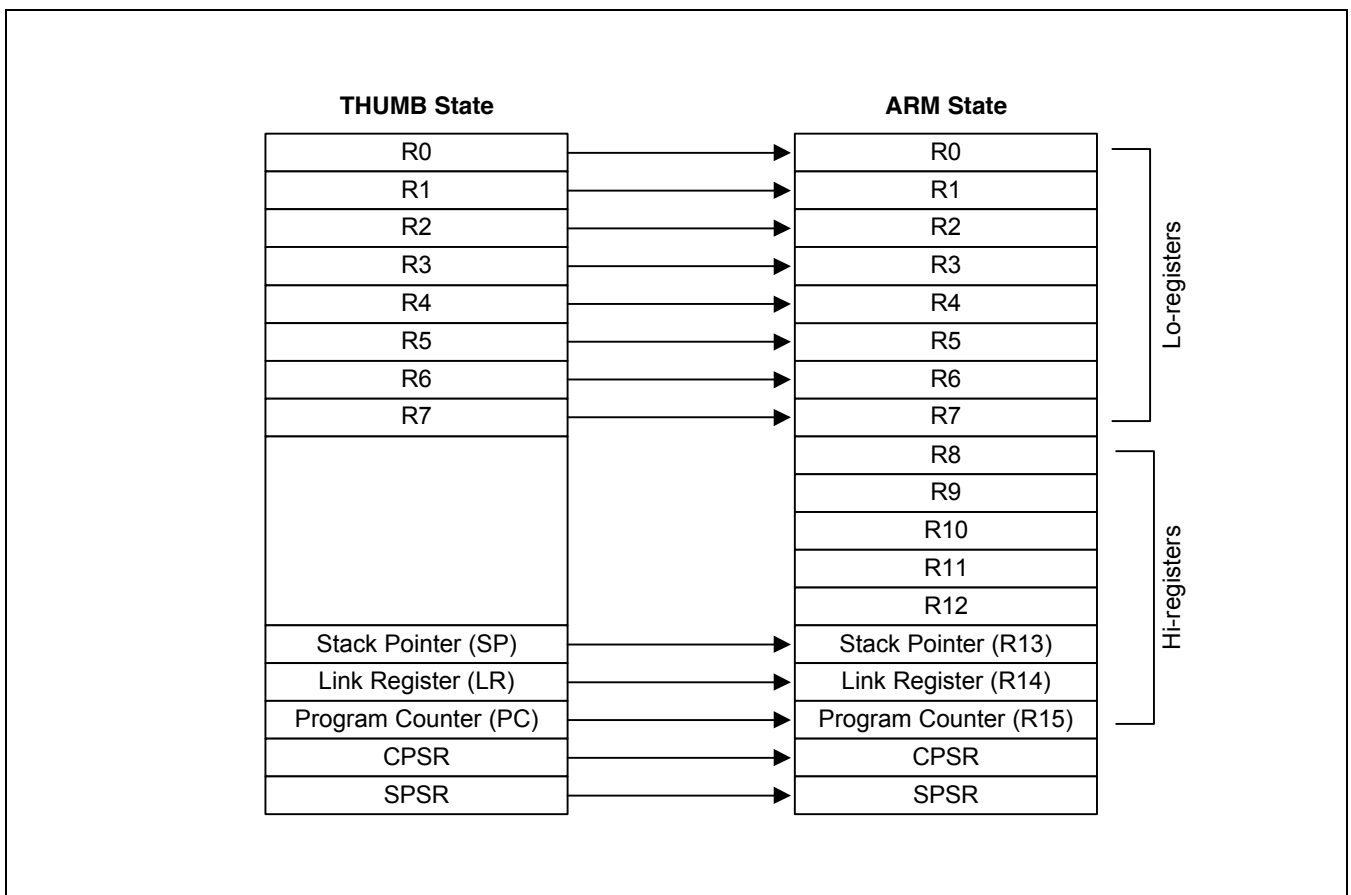 THUMB State ARM State
R0 R0
R1 R1
R2 R2
R3 R3
R4 R4
R5 R5
R6 R6
R7 R7
Lo-registers
R8
R9
R10
R11
R12
Stack Pointer (SP) Stack Pointer (R13)
Link Register (LR) Link Register (R14)
Program Counter (PC) Program Counter (R15)
Hi-registers
CPSR CPSR
SPSR SPSR